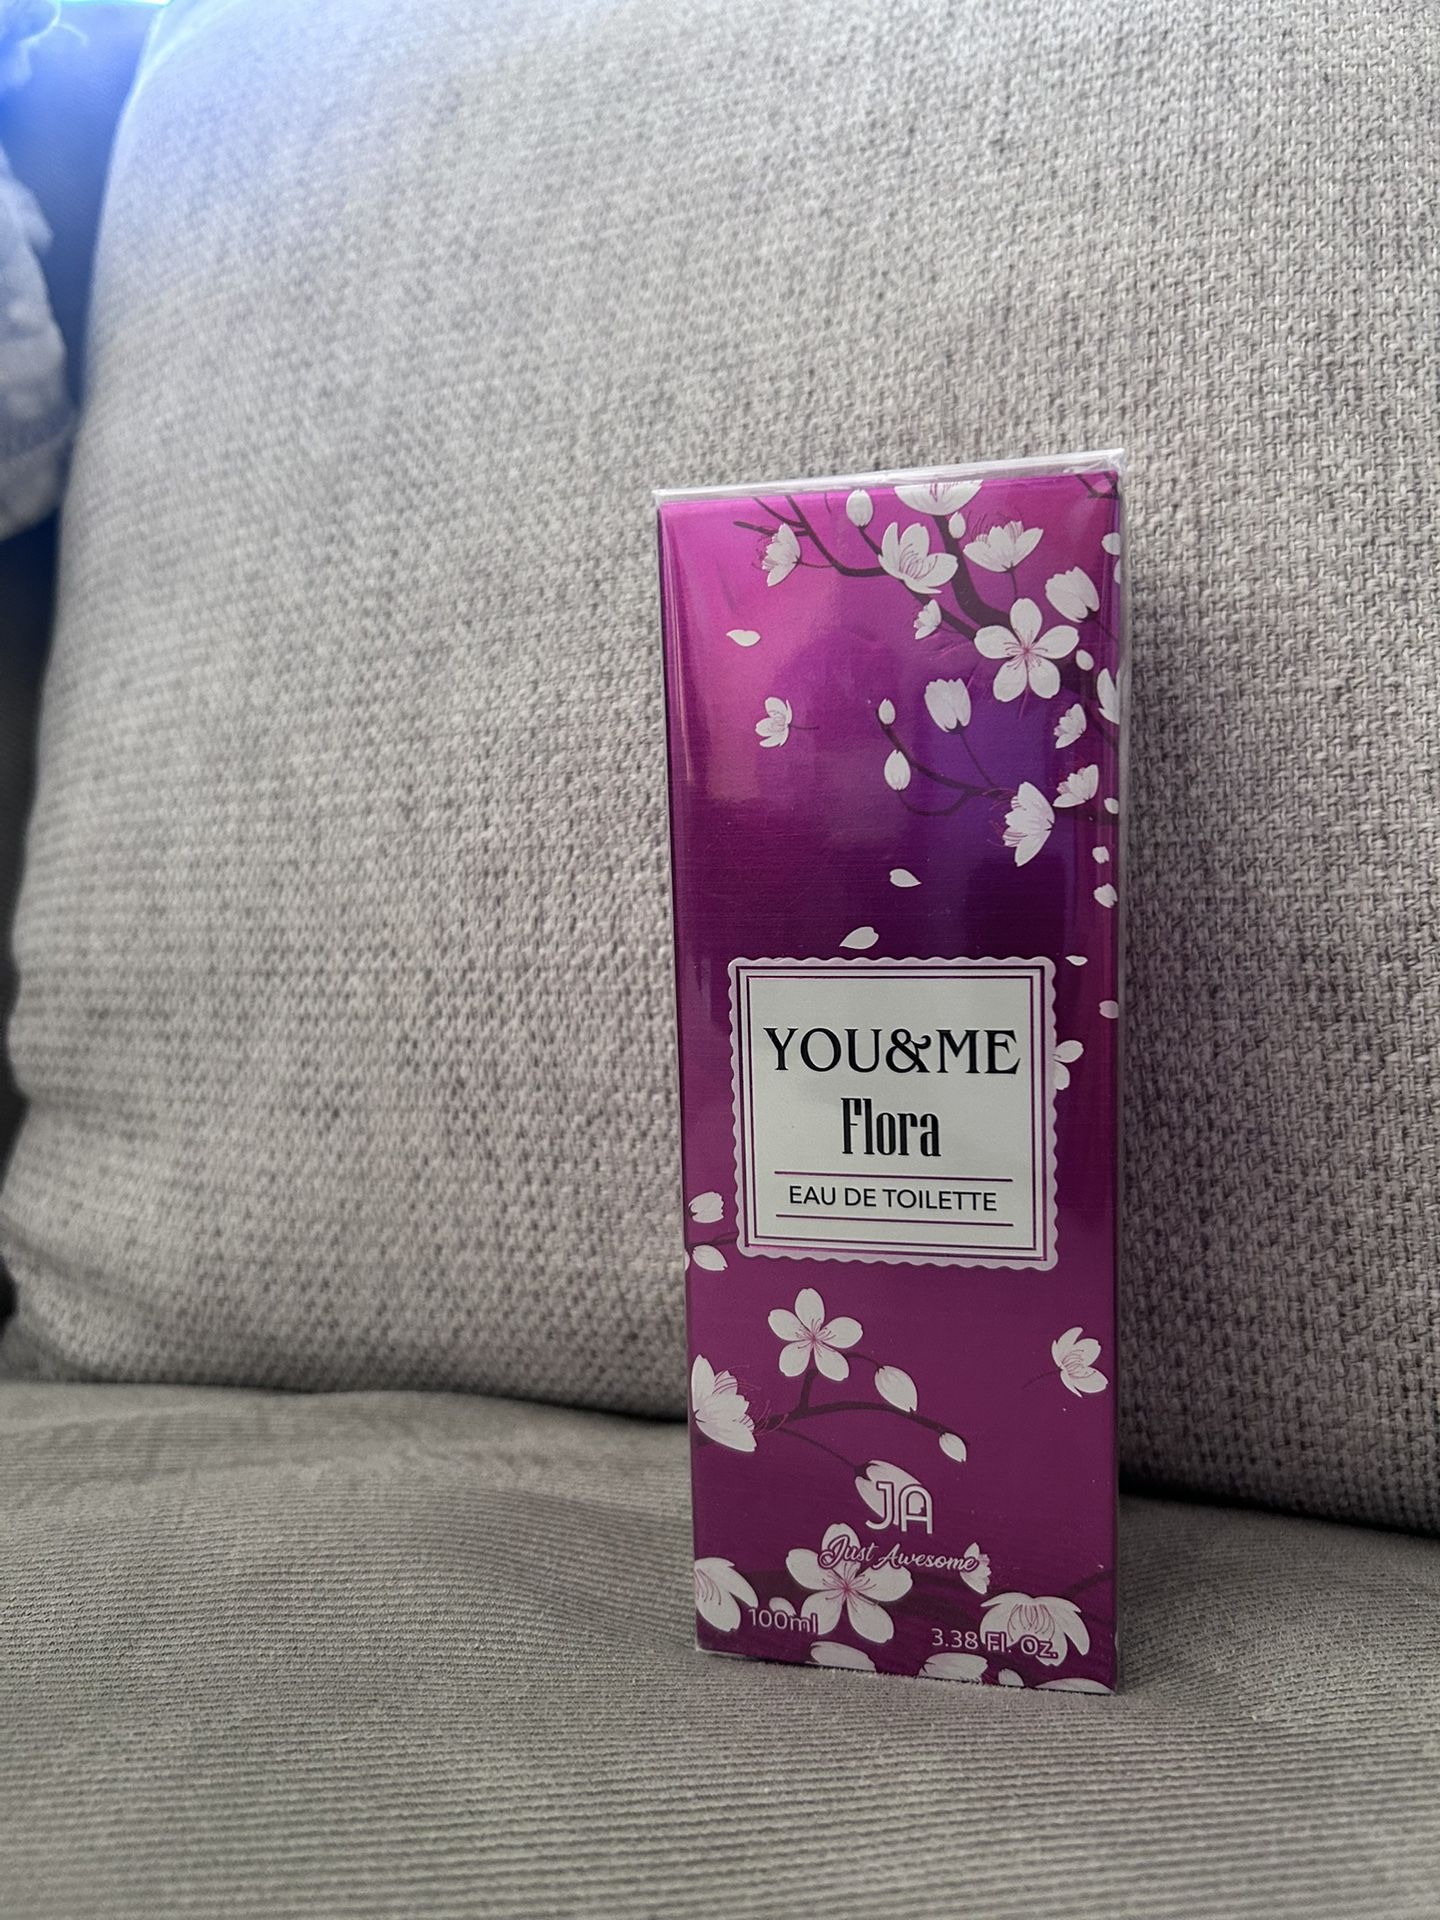 YOU&ME
Flora
EAU DE TOILETTE
JA
Just Awesome
100ml
3.38 Fl. Oz.